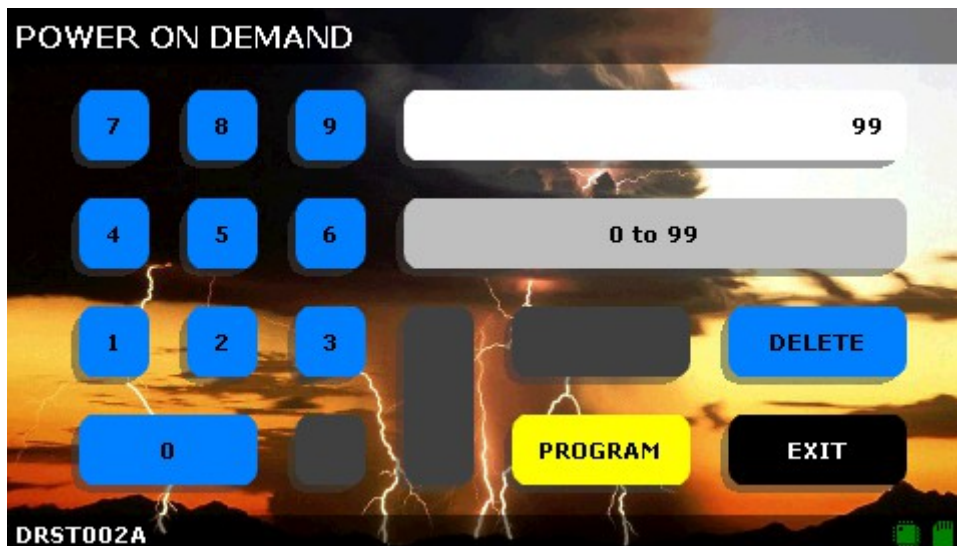 POWER ON DEMAND
7 8 9 99
4 5 6 0 to 99
1 2 3 DELETE
0 PROGRAM EXIT
DRST002A